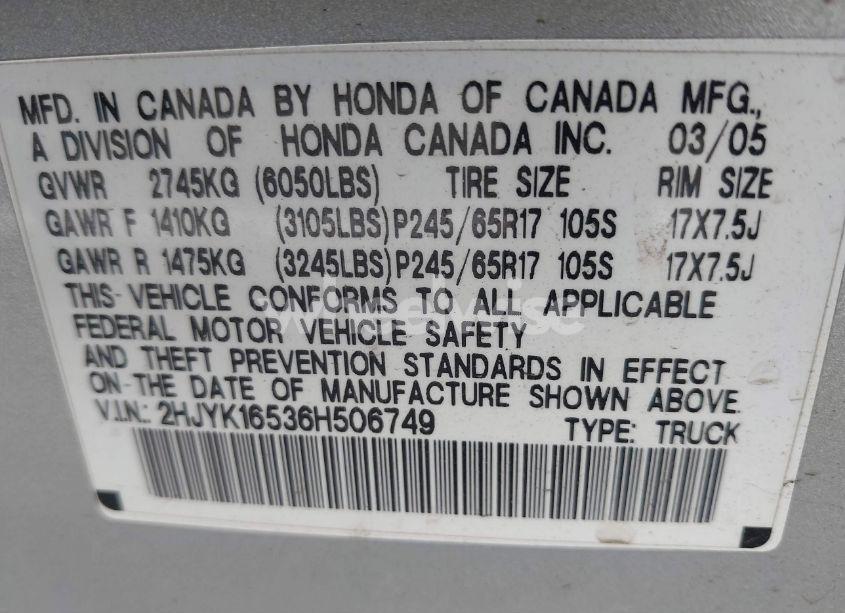 MFD. IN CANADA BY HONDA OF CANADA MFG.,
A DIVISION OF HONDA CANADA INC. 03/05
GVWR 2745KG (6050LBS) TIRE SIZE RIM SIZE
GAWR F 1410KG (3105LBS) P245/65R17 105S 17X7.5J
GAWR R 1475KG (3245LBS) P245/65R17 105S 17X7.5J
THIS VEHICLE CONFORMS TO ALL APPLICABLE
FEDERAL MOTOR VEHICLE SAFETY
AND THEFT PREVENTION STANDARDS IN EFFECT
ON THE DATE OF MANUFACTURE SHOWN ABOVE.
V.I.N.: 2HJYK16536H506749 TYPE: TRUCK